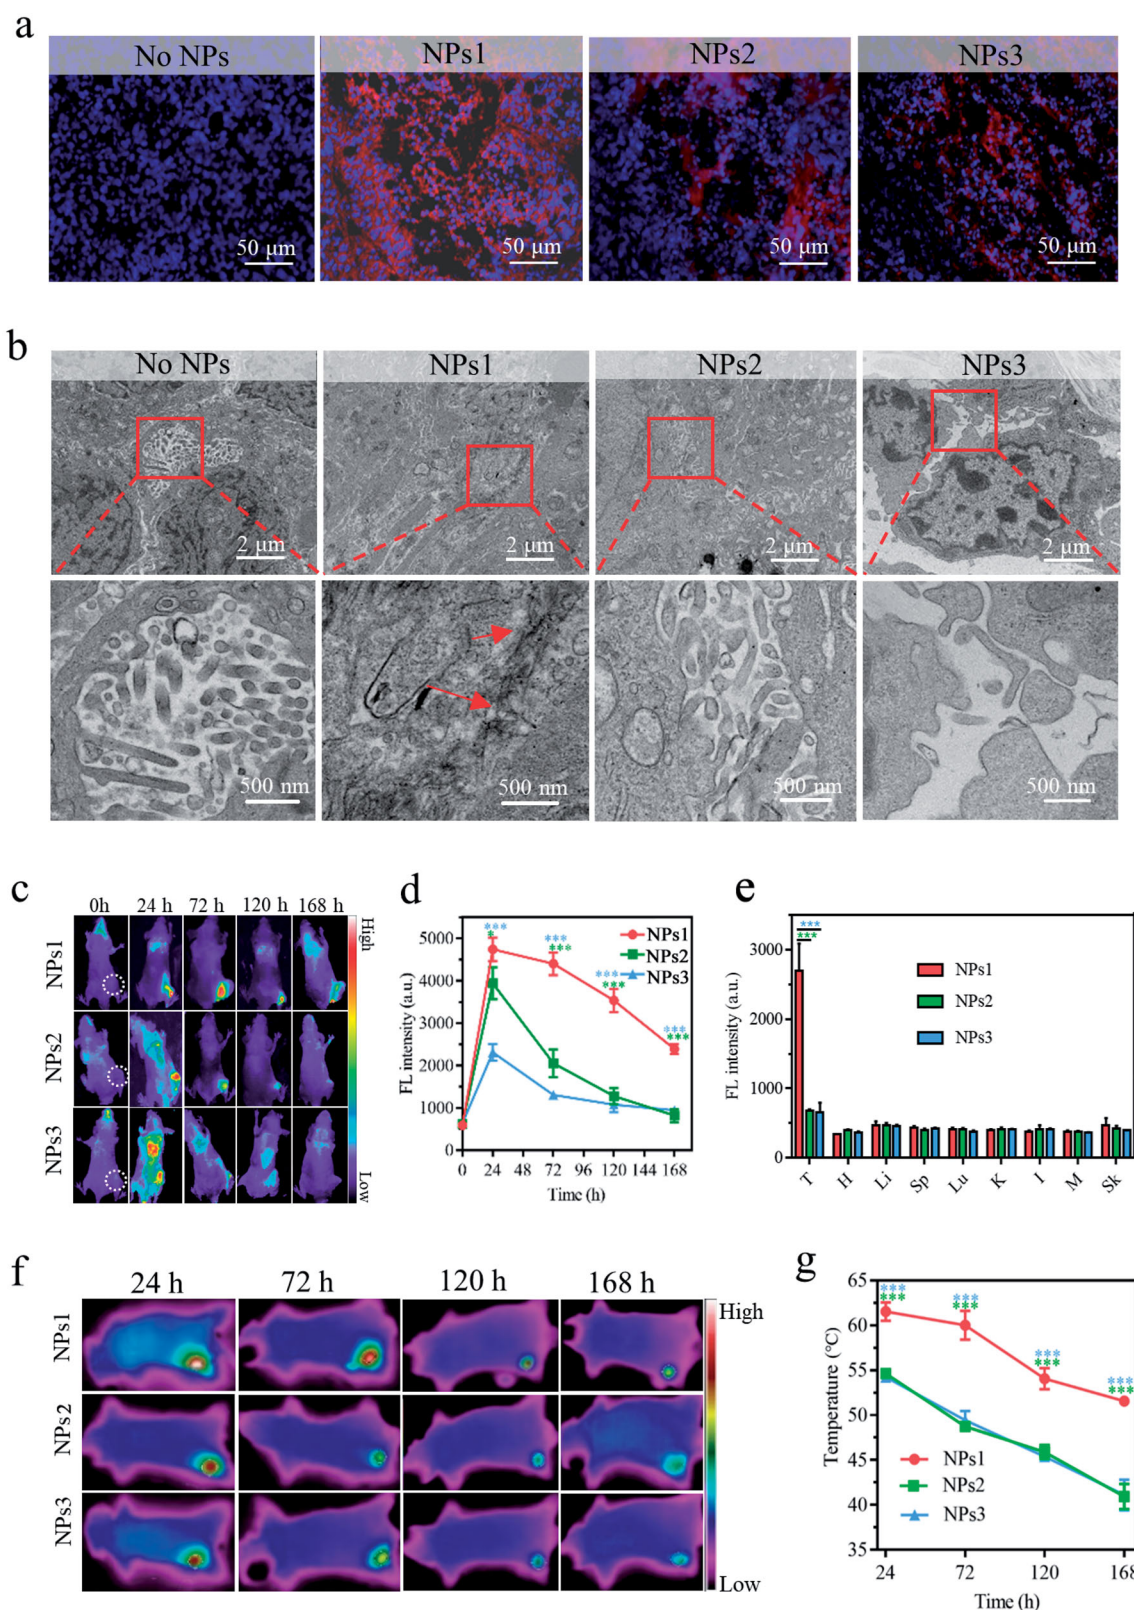 a
No NPs NPs1 NPs2 NPs3
50 μm 50 μm 50 μm 50 μm
b
No NPs NPs1 NPs2 NPs3
2 μm 2 μm 2 μm 2 μm
500 nm 500 nm 500 nm 500 nm
c
0h 24 h 72 h 120 h 168 h
NPs1
NPs2
NPs3
High
Low
d
FL intensity (a.u.)
5000
4000
3000
2000
1000
0
0 24 48 72 96 120 144 168
Time (h)
*** *** *** ***
* *** *** ***
NPs1
NPs2
NPs3
e
FL intensity (a.u.)
3000
2000
1000
0
***
***
NPs1
NPs2
NPs3
T H Li Sp Lu K I M Sk
f
24 h 72 h 120 h 168 h
NPs1
NPs2
NPs3
High
Low
g
Temperature (°C)
65
60
55
50
45
40
35
*** *** *** ***
*** *** *** ***
NPs1
NPs2
NPs3
24 72 120 168
Time (h)